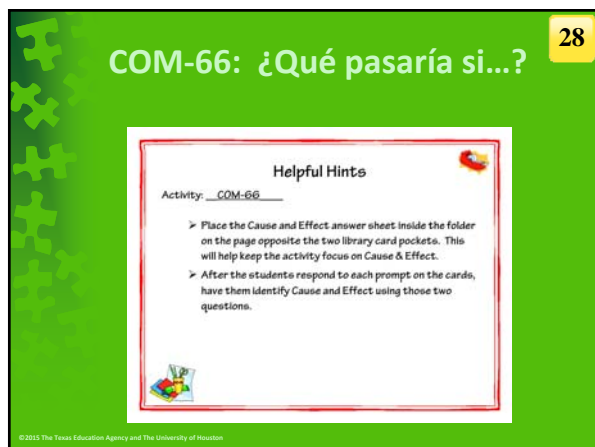 28
COM-66:  ¿Qué pasaría si…?
Helpful Hints
Activity: __COM-66____
➢ Place the Cause and Effect answer sheet inside the folder
on the page opposite the two library card pockets.  This
will help keep the activity focus on Cause & Effect.
➢ After the students respond to each prompt on the cards,
have them identify Cause and Effect using those two
questions.
©2015 The Texas Education Agency and The University of Houston